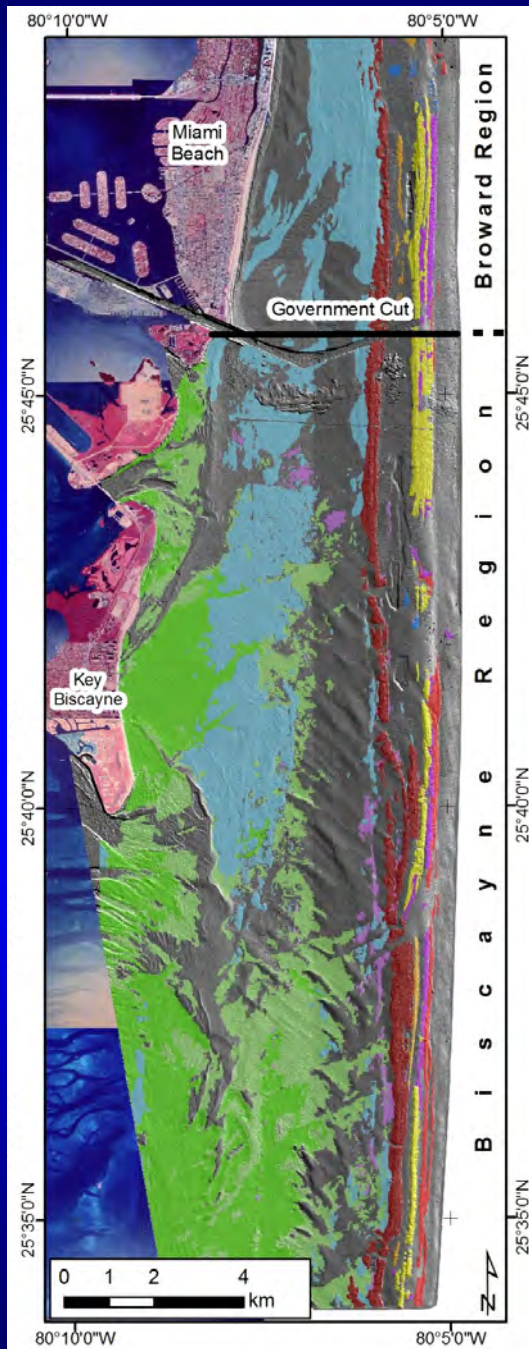 80°10'0"W 80°5'0"W
Miami
Beach
Broward Region
Government Cut
25°45'0"N 25°45'0"N
Key
Biscayne
Biscayne Region
25°40'0"N 25°40'0"N
25°35'0"N 25°35'0"N
0 1 2 4
km
N
80°10'0"W 80°5'0"W